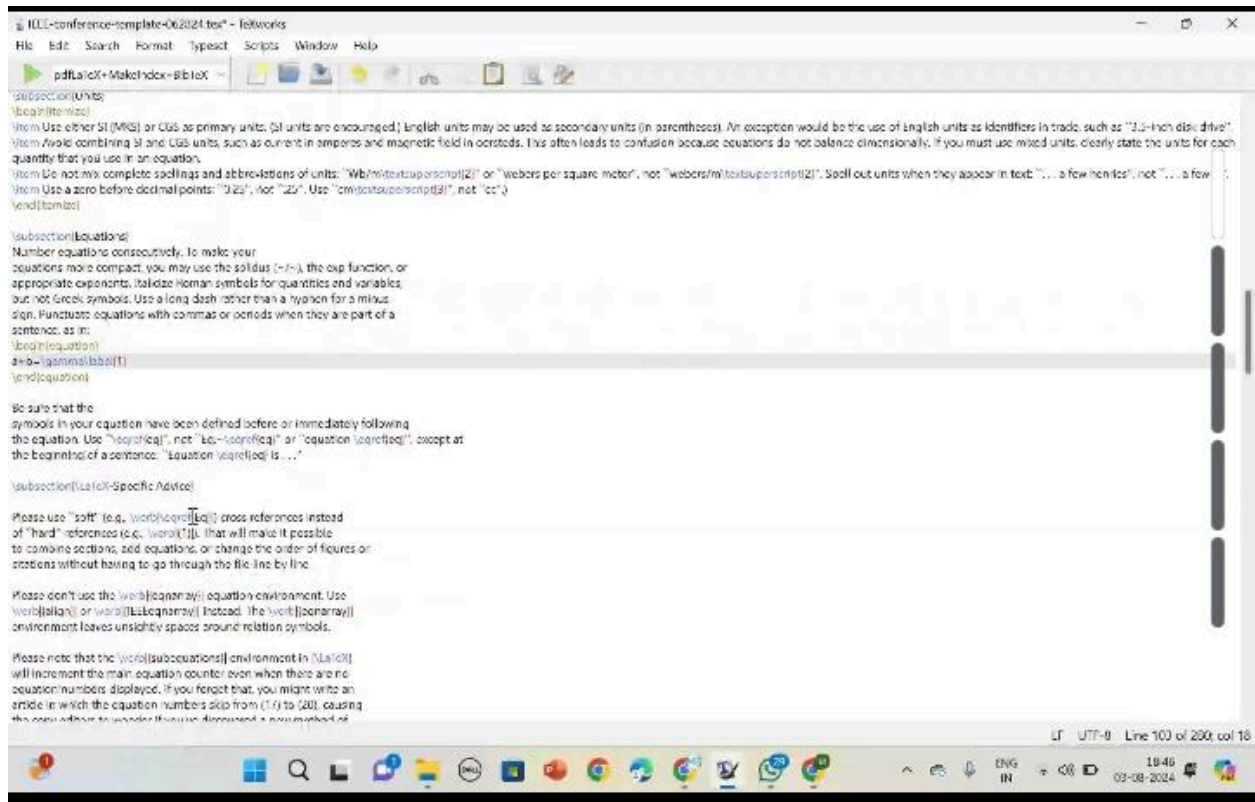 IEEE-conference-template-062824.tex* - TeXworks
File Edit Search Format Typeset Scripts Window Help
pdfLaTeX+MakeIndex+BibTeX
\subsection{Units}
\begin{itemize}
\item Use either SI (MKS) or CGS as primary units. (SI units are encouraged.) English units may be used as secondary units (in parentheses). An exception would be the use of English units as identifiers in trade, such as ``3.5-inch disk drive''.
\item Avoid combining SI and CGS units, such as current in amperes and magnetic field in oersteds. This often leads to confusion because equations do not balance dimensionally. If you must use mixed units, clearly state the units for each
quantity that you use in an equation.
\item Do not mix complete spellings and abbreviations of units: ``Wb/m\textsuperscript{2}'' or ``webers per square meter'', not ``webers/m\textsuperscript{2}''. Spell out units when they appear in text: ``. . . a few henries'', not ``. . . a few
\item Use a zero before decimal points: ``0.25'', not ``.25''. Use ``cm\textsuperscript{3}'', not ``cc''.)
\end{itemize}
\subsection{Equations}
Number equations consecutively. To make your
equations more compact, you may use the solidus (~/~), the exp function, or
appropriate exponents. Italicize Roman symbols for quantities and variables,
but not Greek symbols. Use a long dash rather than a hyphen for a minus
sign. Punctuate equations with commas or periods when they are part of a
sentence, as in:
\begin{equation}
a+b=\gamma\label{1}
\end{equation}
Be sure that the
symbols in your equation have been defined before or immediately following
the equation. Use ``\eqref{eq}'', not ``Eq.~\eqref{eq}'' or ``equation \eqref{eq}'', except at
the beginning of a sentence: ``Equation \eqref{eq} is . . .''
\subsection{\LaTeX-Specific Advice}
Please use ``soft'' (e.g., \verb|\eqref{Eq}|) cross references instead
of ``hard'' references (e.g., \verb|(1)|). That will make it possible
to combine sections, add equations, or change the order of figures or
citations without having to go through the file line by line.
Please don't use the \verb|{eqnarray}| equation environment. Use
\verb|{align}| or \verb|{IEEEeqnarray}| instead. The \verb|{eqnarray}|
environment leaves unsightly spaces around relation symbols.
Please note that the \verb|{subequations}| environment in {\LaTeX}
will increment the main equation counter even when there are no
equation numbers displayed. If you forget that, you might write an
article in which the equation numbers skip from (17) to (20), causing
the copy editors to wonder if you've discovered a new method of
LF UTF-8 Line 103 of 280; col 18
ENG
IN
18:46
03-08-2024